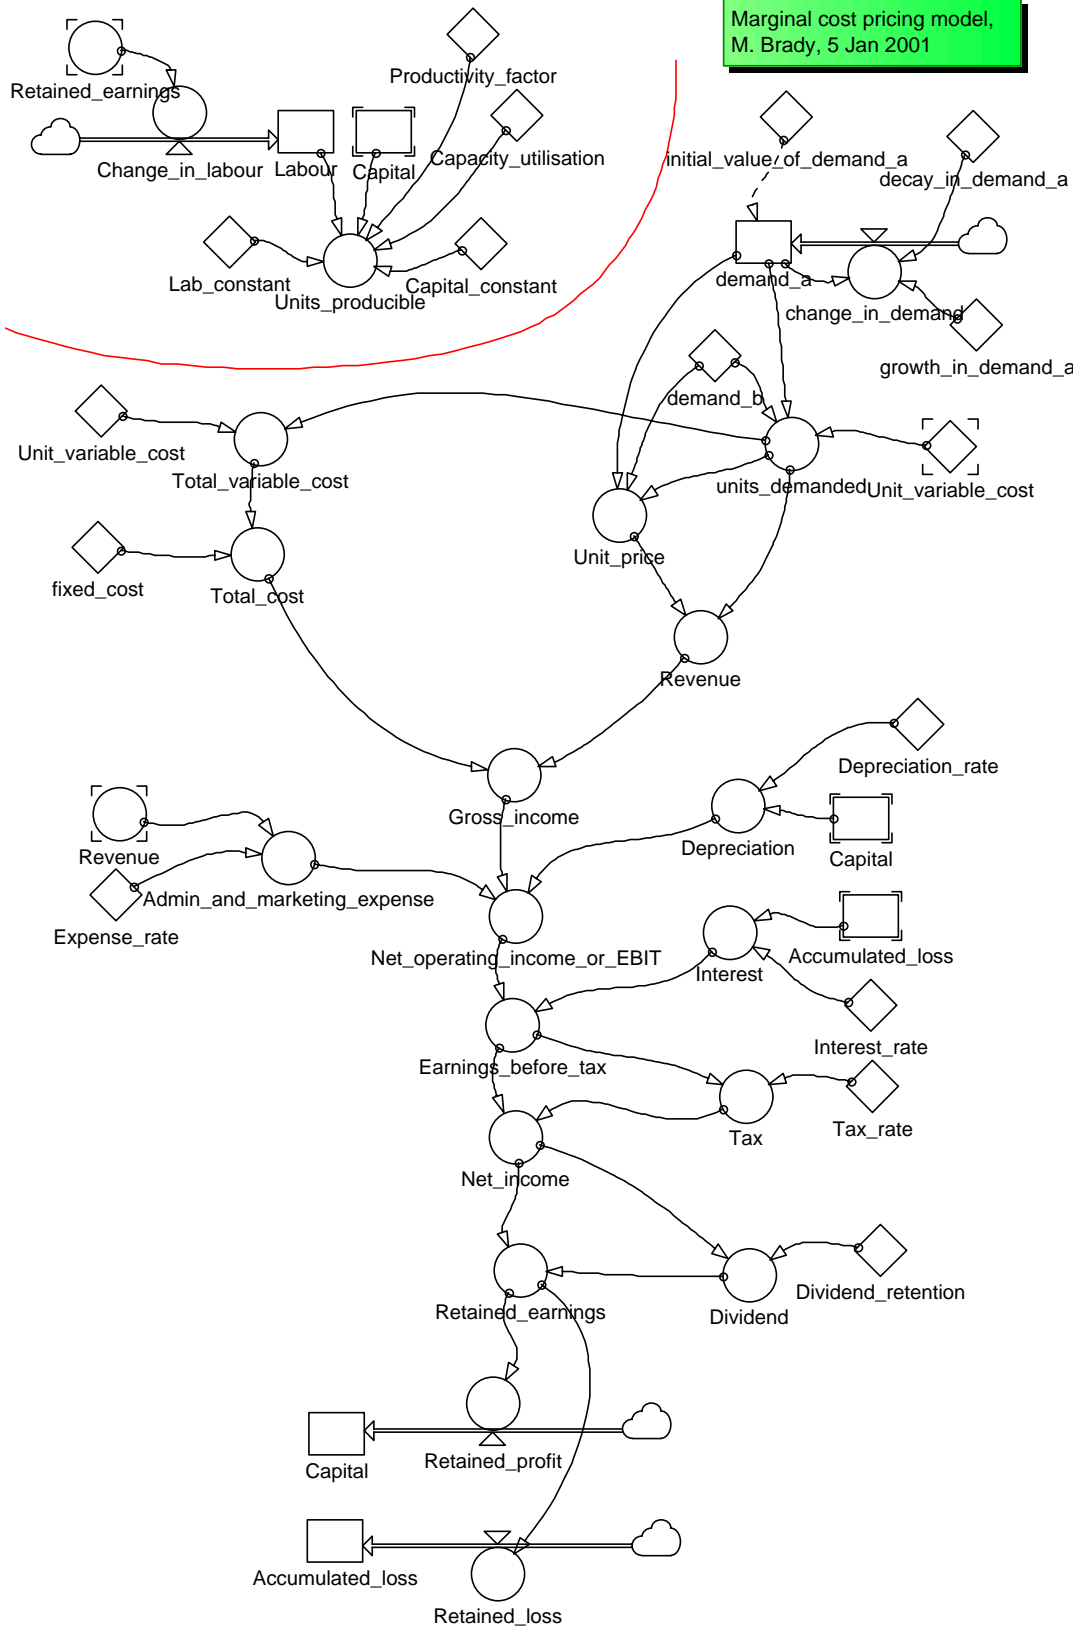 Marginal cost pricing model,
M. Brady, 5 Jan 2001
Productivity_factor
Retained_earnings
Capacity_utilisation
initial_value_of_demand_a
Change_in_labour
Labour
Capital
decay_in_demand_a
Lab_constant
Units_producible
Capital_constant
demand_a
change_in_demand
growth_in_demand_a
demand_b
Unit_variable_cost
Total_variable_cost
units_demanded
Unit_variable_cost
Unit_price
fixed_cost
Total_cost
Revenue
Depreciation_rate
Gross_income
Revenue
Depreciation
Capital
Admin_and_marketing_expense
Expense_rate
Net_operating_income_or_EBIT
Interest
Accumulated_loss
Interest_rate
Earnings_before_tax
Tax
Tax_rate
Net_income
Retained_earnings
Dividend
Dividend_retention
Capital
Retained_profit
Accumulated_loss
Retained_loss